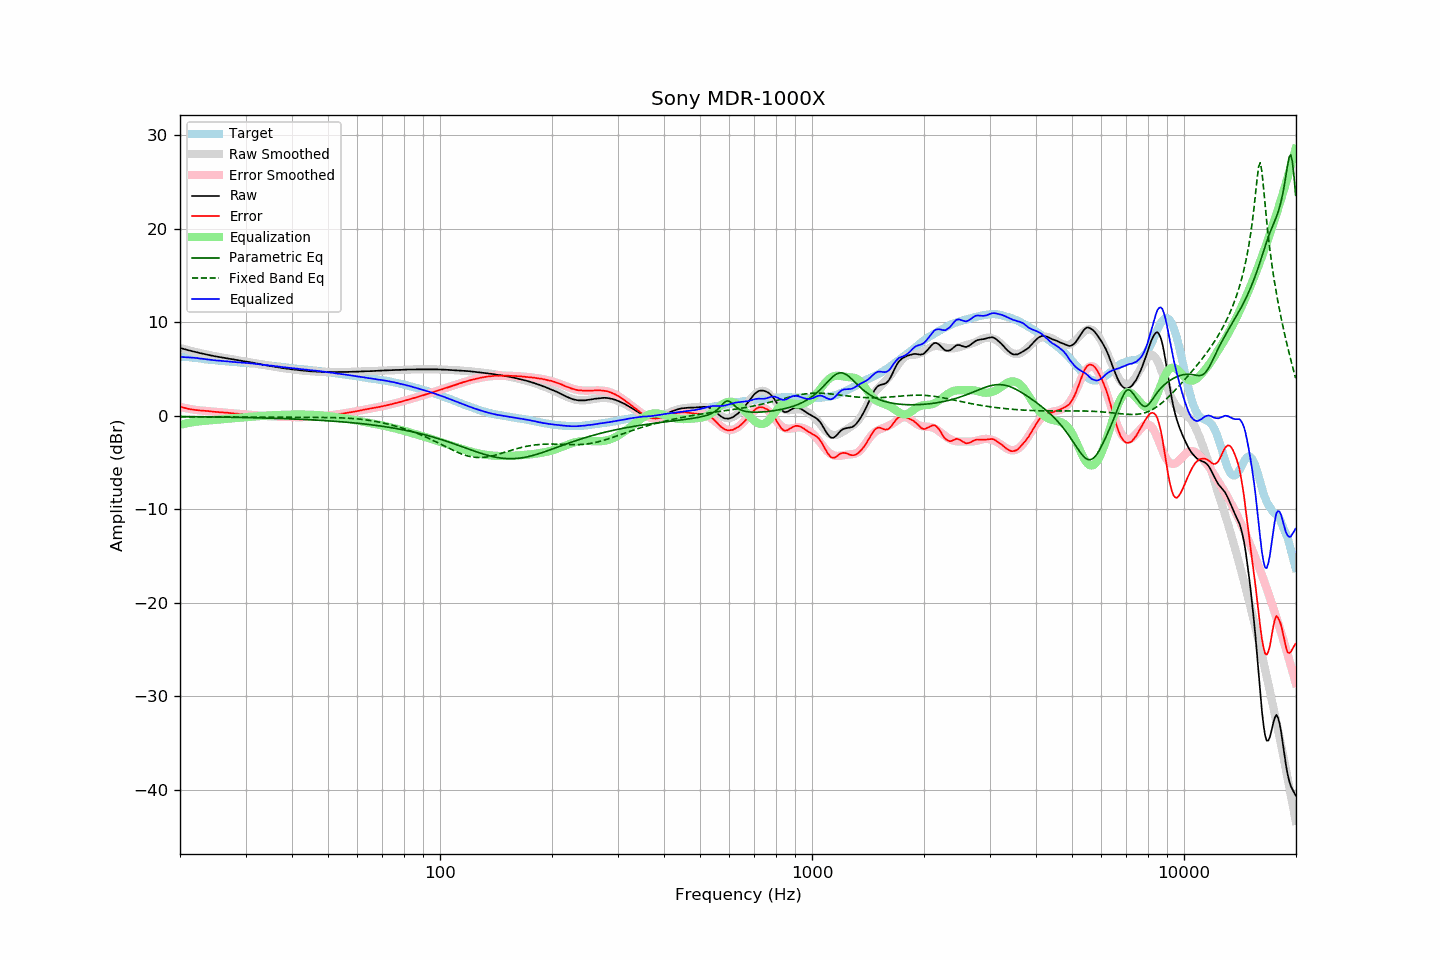 Sony MDR-1000X
Target
Raw Smoothed
Error Smoothed
Raw
Error
Equalization
Parametric Eq
Fixed Band Eq
Equalized
30
20
10
0
−10
−20
−30
−40
Amplitude (dBr)
100
1000
10000
Frequency (Hz)